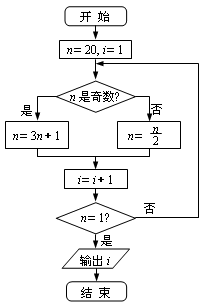 开 始
n=20,i=1
n是奇数?
是
否
n=3n+1
n=n/2
i=i+1
n=1?
否
是
输出i
结 束